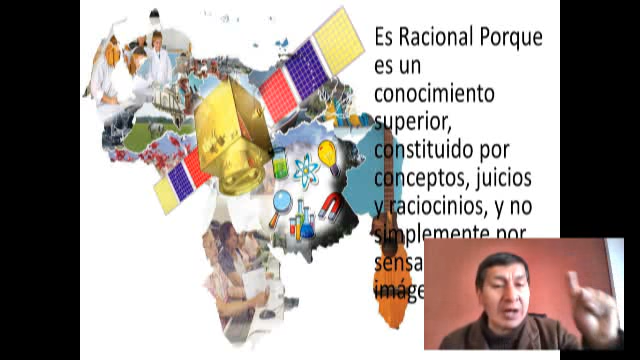 Es Racional Porque
es un
conocimiento
superior,
constituido por
conceptos, juicios
y raciocinios, y no
simplemente por